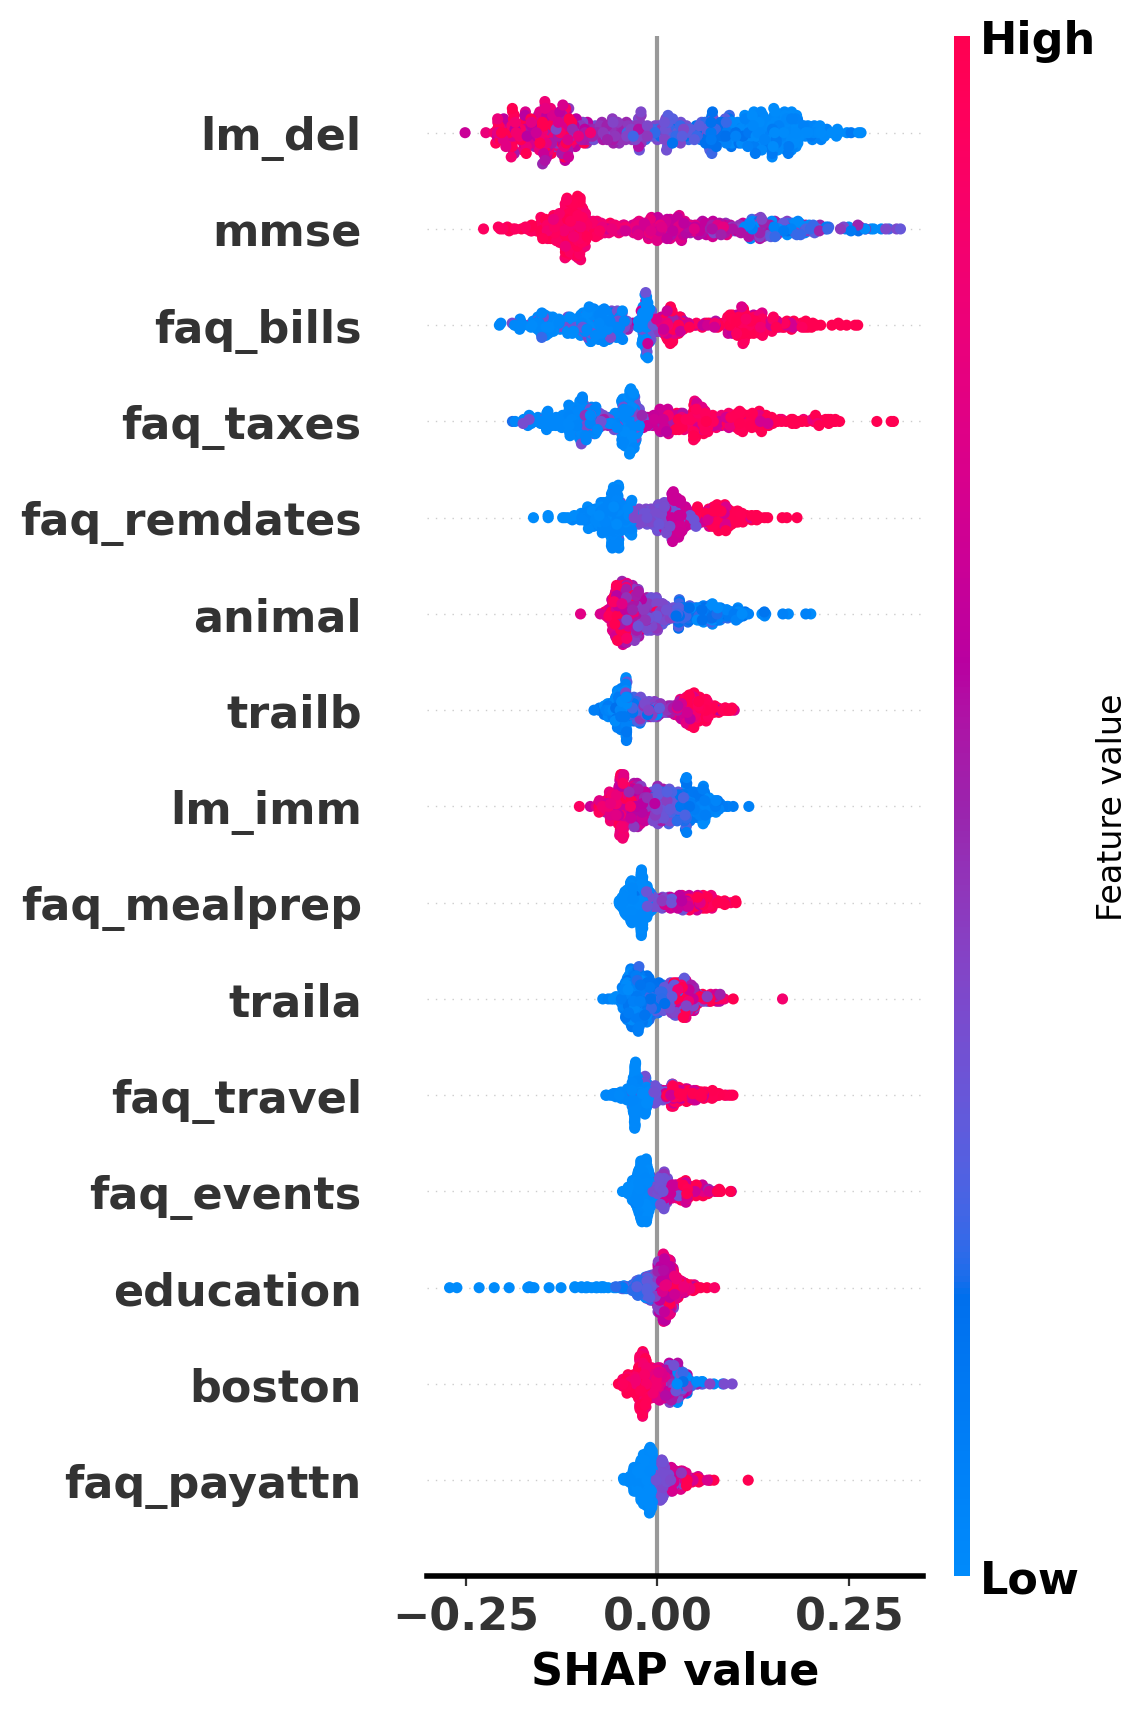 High
lm_del
mmse
faq_bills
faq_taxes
faq_remdates
animal
trailb
lm_imm
faq_mealprep
traila
faq_travel
faq_events
education
boston
faq_payattn
Feature value
Low
−0.25 0.00 0.25
SHAP value